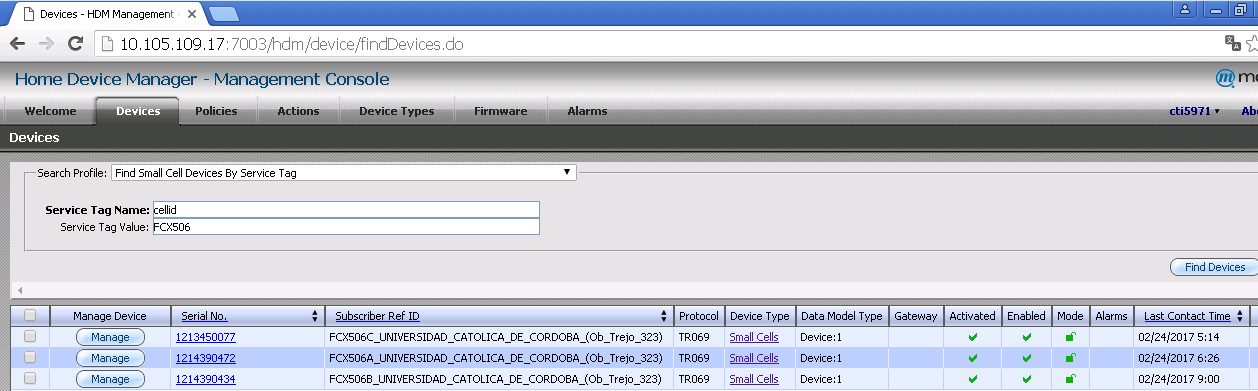 Devices - HDM Management
10.105.109.17:7003/hdm/device/findDevices.do
Home Device Manager - Management Console
Welcome Devices Policies Actions Device Types Firmware Alarms cti5971
Devices
Search Profile: Find Small Cell Devices By Service Tag
Service Tag Name: cellid
Service Tag Value: FCX506
Find Devices
Manage Device Serial No. Subscriber Ref ID Protocol Device Type Data Model Type Gateway Activated Enabled Mode Alarms Last Contact Time
Manage 1213450077 FCX506C_UNIVERSIDAD_CATOLICA_DE_CORDOBA_(Ob_Trejo_323) TR069 Small Cells Device:1 02/24/2017 5:14
Manage 1214390472 FCX506A_UNIVERSIDAD_CATOLICA_DE_CORDOBA_(Ob_Trejo_323) TR069 Small Cells Device:1 02/24/2017 6:26
Manage 1214390434 FCX506B_UNIVERSIDAD_CATOLICA_DE_CORDOBA_(Ob_Trejo_323) TR069 Small Cells Device:1 02/24/2017 9:00